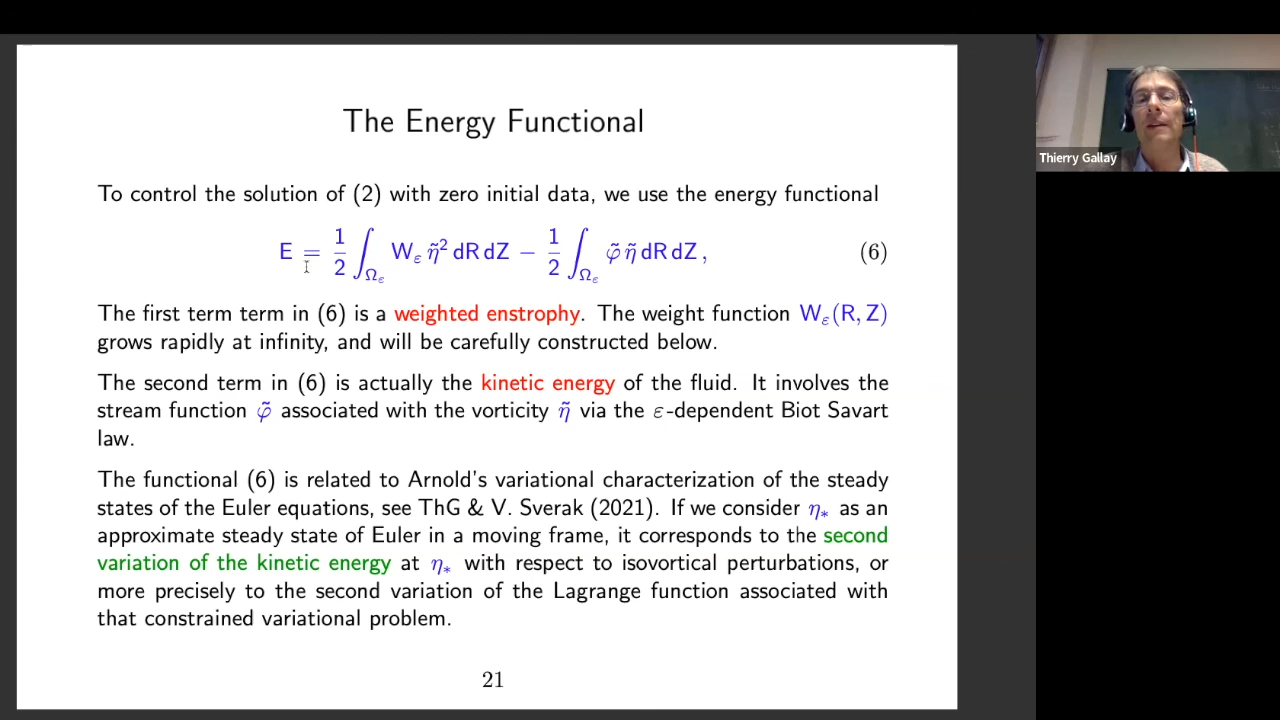 The Energy Functional
To control the solution of (2) with zero initial data, we use the energy functional
E = 1/2 ∫_{Ω_ε} W_ε η̃² dR dZ − 1/2 ∫_{Ω_ε} φ̃ η̃ dR dZ , (6)
The first term term in (6) is a weighted enstrophy. The weight function W_ε(R, Z)
grows rapidly at infinity, and will be carefully constructed below.
The second term in (6) is actually the kinetic energy of the fluid. It involves the
stream function φ̃ associated with the vorticity η̃ via the ε-dependent Biot Savart
law.
The functional (6) is related to Arnold's variational characterization of the steady
states of the Euler equations, see ThG & V. Sverak (2021). If we consider η∗ as an
approximate steady state of Euler in a moving frame, it corresponds to the second
variation of the kinetic energy at η∗ with respect to isovortical perturbations, or
more precisely to the second variation of the Lagrange function associated with
that constrained variational problem.
21
Thierry Gallay